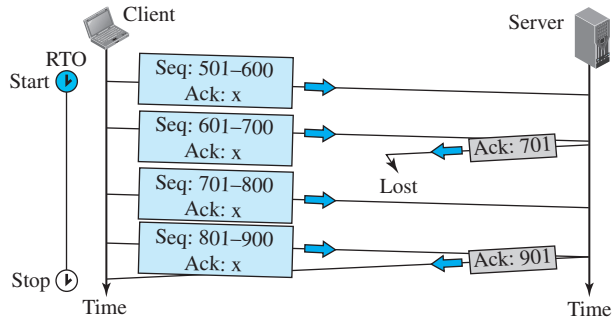 Client
Server
RTO
Start
Seq: 501–600
Ack: x
Seq: 601–700
Ack: x
Ack: 701
Lost
Seq: 701–800
Ack: x
Seq: 801–900
Ack: x
Ack: 901
Stop
Time
Time